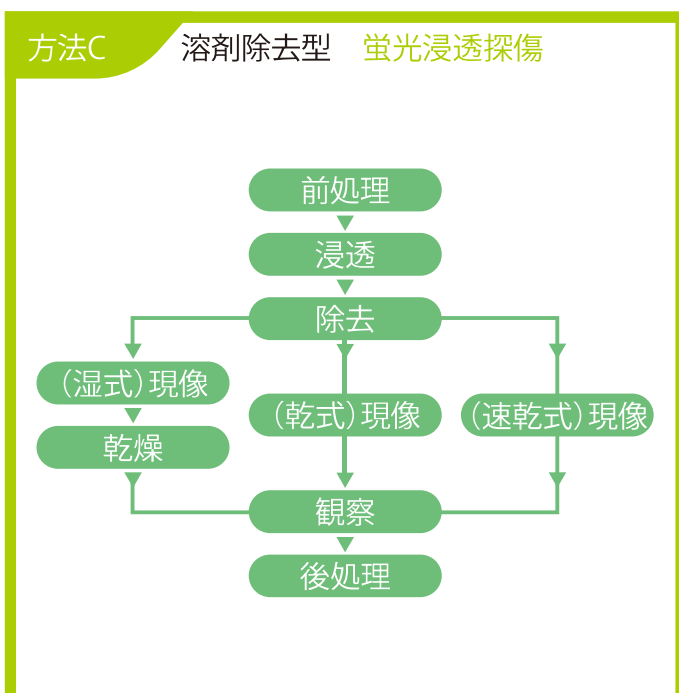 方法C 溶剤除去型 蛍光浸透探傷
前処理
浸透
除去
(湿式)現像
(乾式)現像
(速乾式)現像
乾燥
観察
後処理